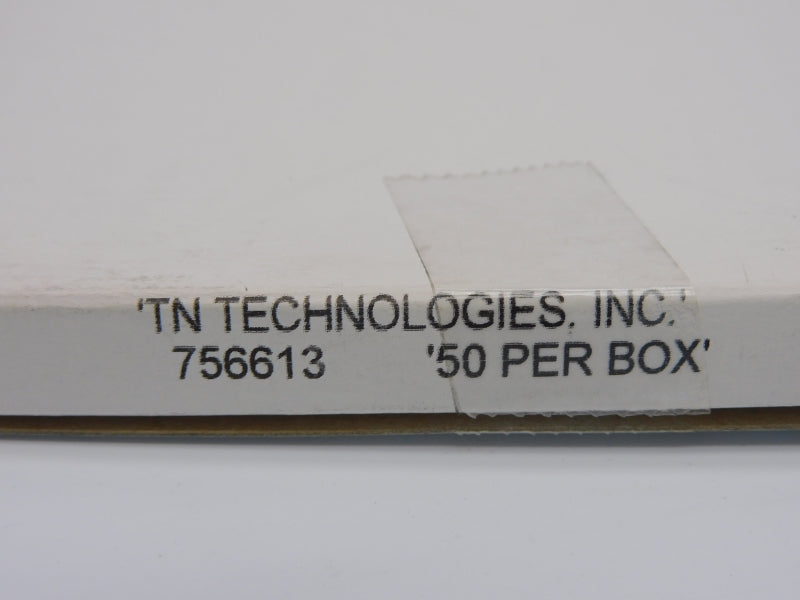 'TN TECHNOLOGIES, INC.'
756613 '50 PER BOX'